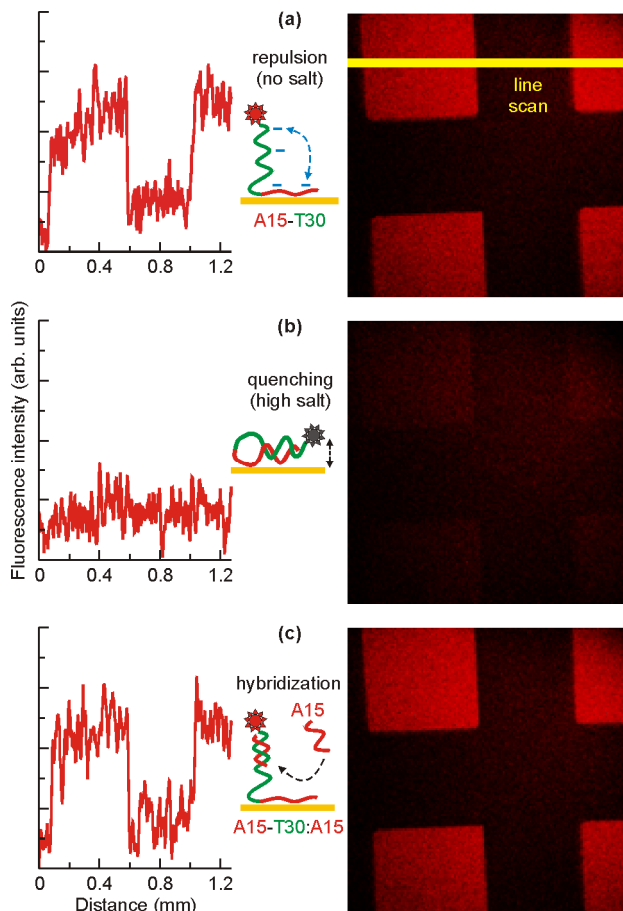 (a)
repulsion
(no salt)
line
scan
A15-T30
0 0.4 0.8 1.2
(b)
Fluorescence intensity (arb. units)
quenching
(high salt)
0 0.4 0.8 1.2
(c)
hybridization
A15
A15-T30:A15
0 0.4 0.8 1.2
Distance (mm)